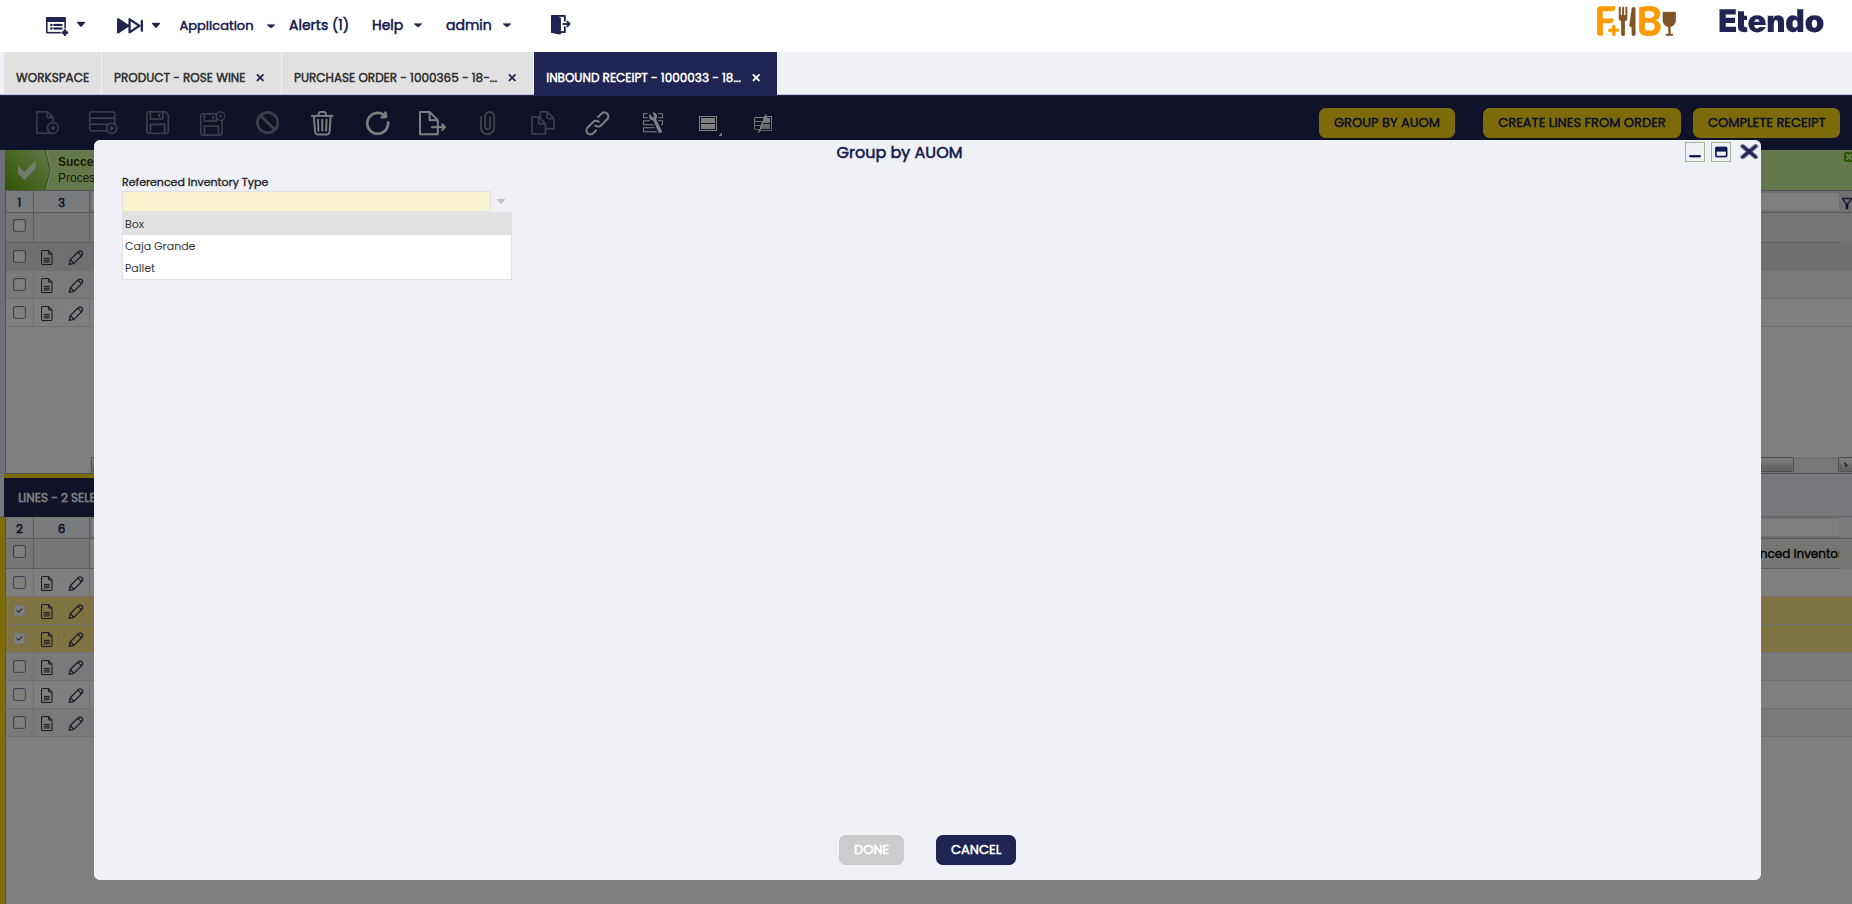 Application
Alerts (1)
Help
admin
F+B
Etendo
WORKSPACE
PRODUCT - ROSE WINE
PURCHASE ORDER - 1000365 - 18-...
INBOUND RECEIPT - 1000033 - 18...
GROUP BY AUOM
CREATE LINES FROM ORDER
COMPLETE RECEIPT
Group by AUOM
Succe
Proces
Referenced Inventory Type
1 3
Box
Caja Grande
Pallet
LINES - 2 SELE
2 6
nced Invento
DONE
CANCEL